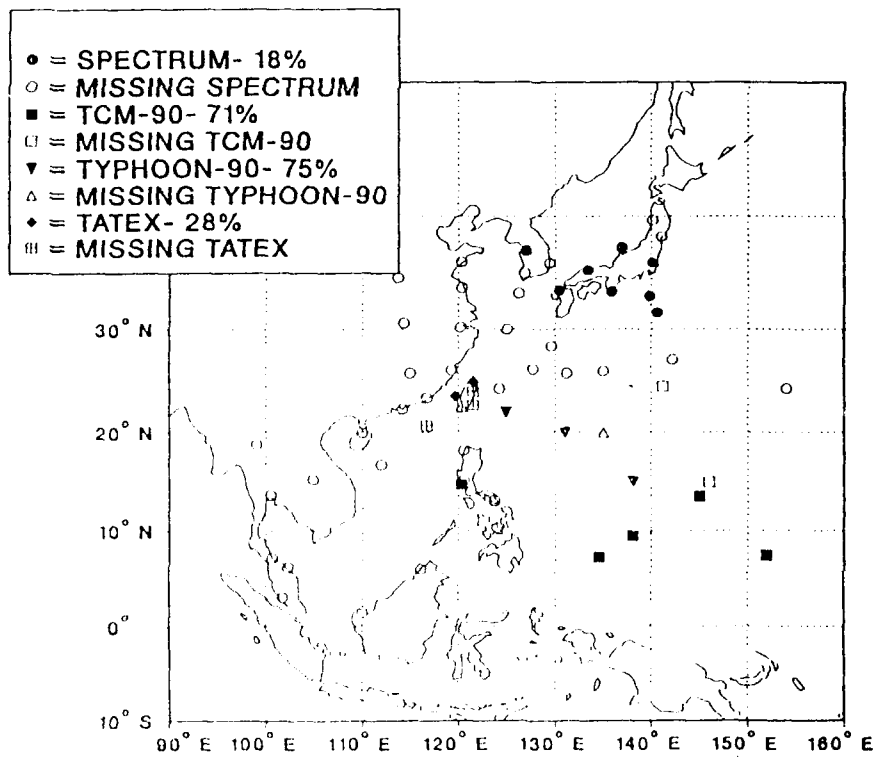 ● = SPECTRUM- 18%
○ = MISSING SPECTRUM
■ = TCM-90- 71%
□ = MISSING TCM-90
▼ = TYPHOON-90- 75%
△ = MISSING TYPHOON-90
◆ = TATEX- 28%
= MISSING TATEX
30° N
20° N
10° N
0°
10° S
90° E 100° E 110° E 120° E 130° E 140° E 150° E 160° E